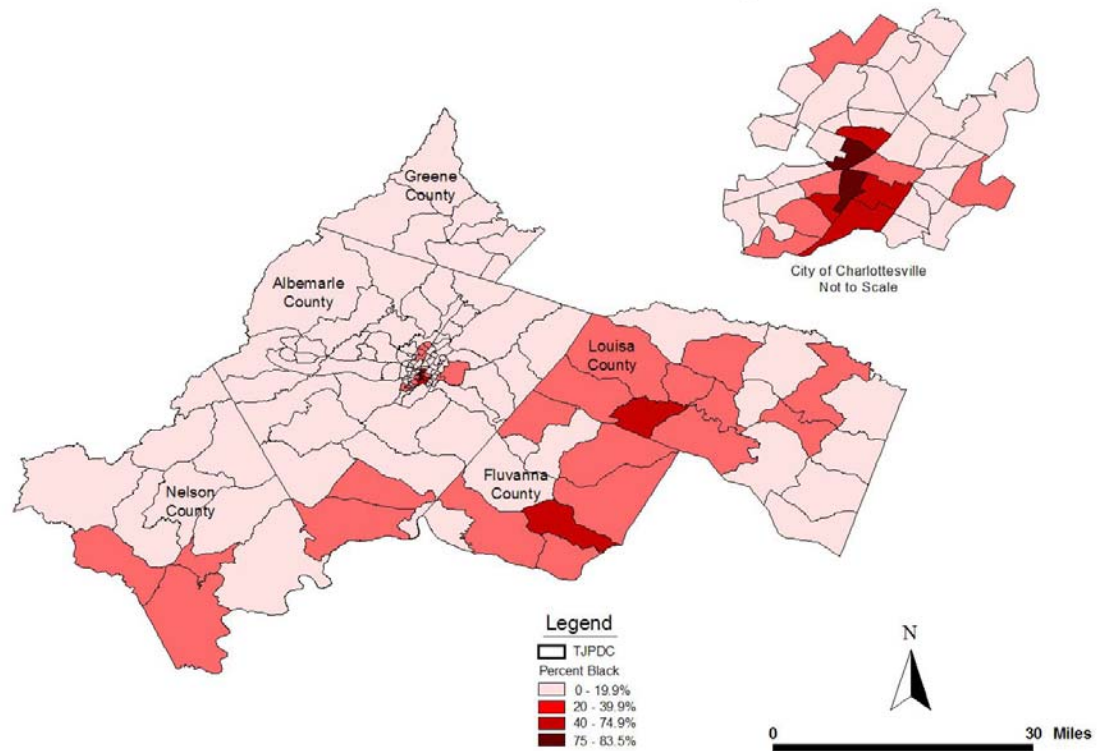 Greene
County
Albemarle
County
Louisa
County
Fluvanna
County
Nelson
County
City of Charlottesville
Not to Scale
Legend
TJPDC
Percent Black
0 - 19.9%
20 - 39.9%
40 - 74.9%
75 - 83.5%
N
0 30 Miles